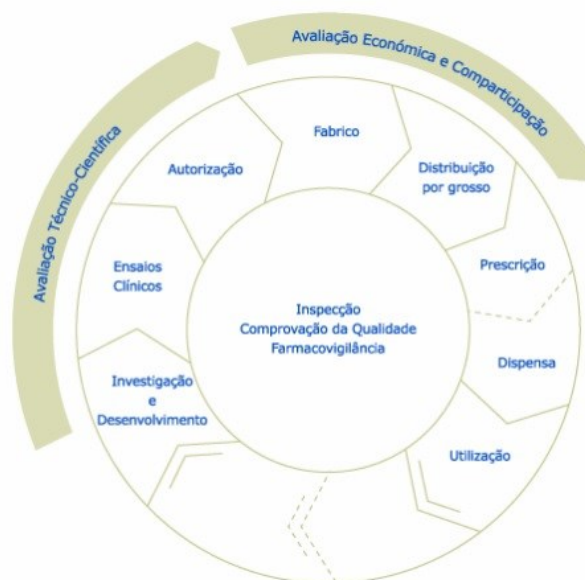 Avaliação Técnico-Científica
Avaliação Económica e Comparticipação
Investigação
e
Desenvolvimento
Ensaios
Clínicos
Autorização
Fabrico
Distribuição
por grosso
Prescrição
Dispensa
Utilização
Inspecção
Comprovação da Qualidade
Farmacovigilância